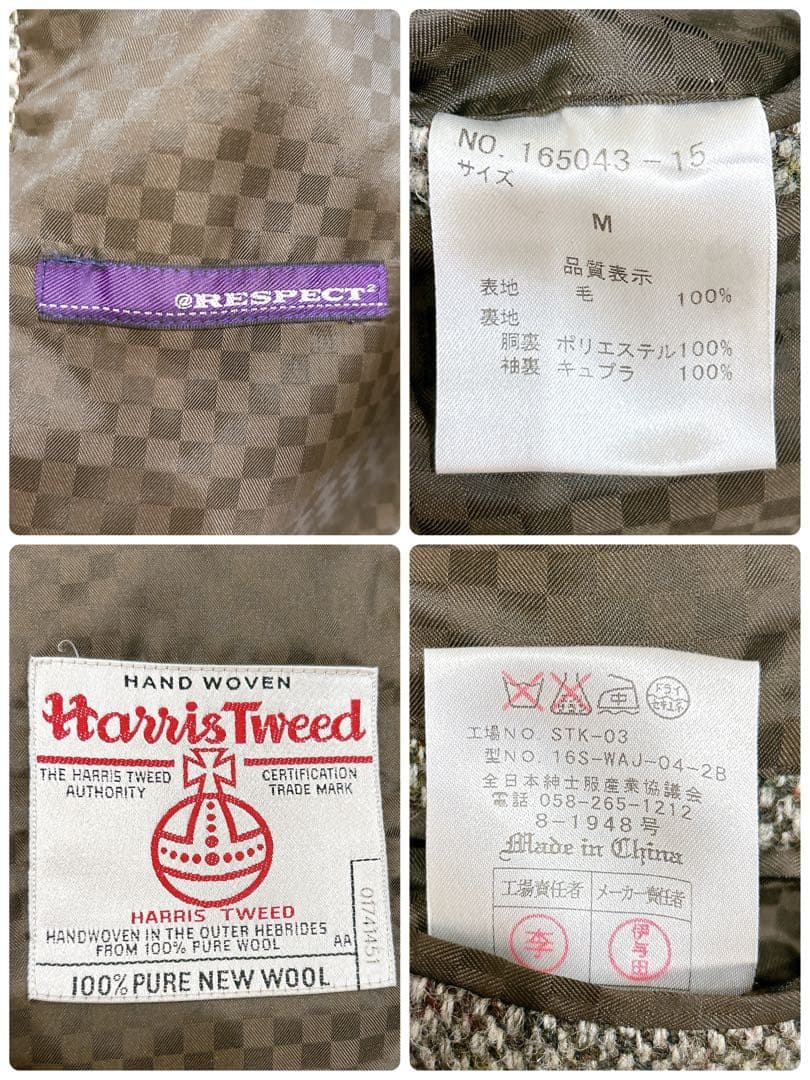 @RESPECT²
NO. 165043-15
サイズ
M
品質表示
表地 毛 100%
裏地
胴裏 ポリエステル100%
袖裏 キュプラ 100%
HAND WOVEN
Harris Tweed
THE HARRIS TWEED AUTHORITY
CERTIFICATION TRADE MARK
HARRIS TWEED
HANDWOVEN IN THE OUTER HEBRIDES
FROM 100% PURE WOOL
AA
01741451
100% PURE NEW WOOL
ドライ
セキユ系
工場NO. STK-03
型NO. 16S-WAJ-04-2B
全日本紳士服産業協議会
電話 058-265-1212
8-1948号
Made in China
工場責任者 メーカー責任者
李 伊与田